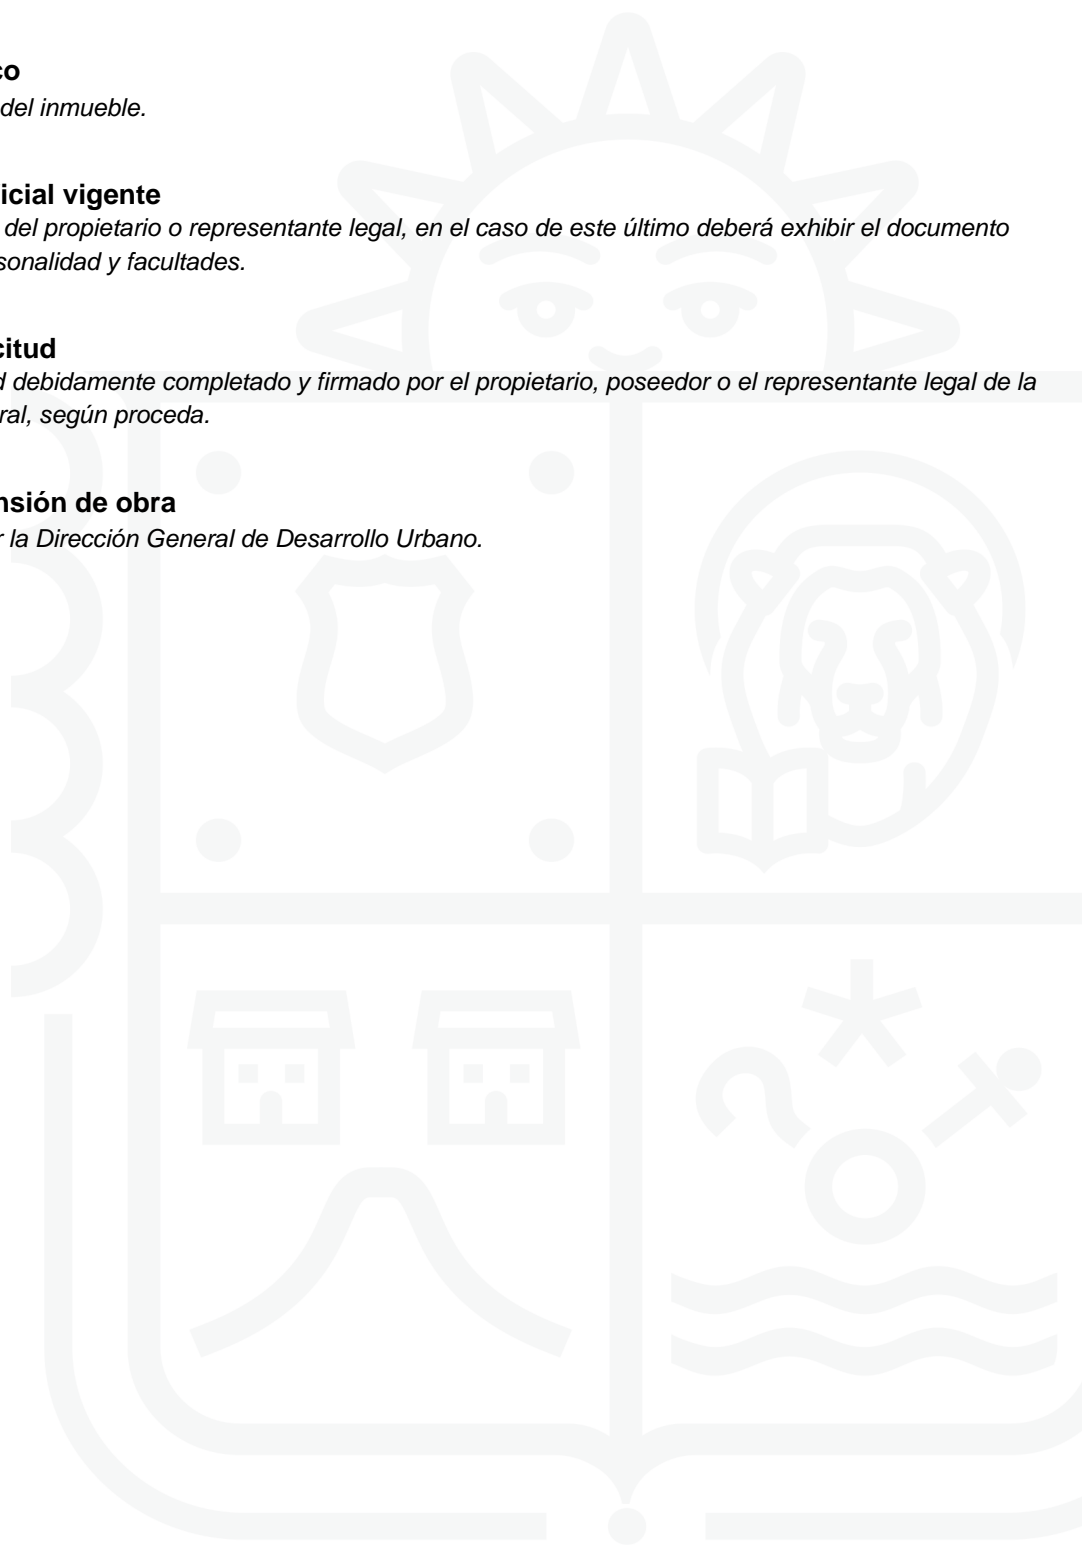 co
del inmueble.
icial vigente
del propietario o representante legal, en el caso de este último deberá exhibir el documento
sonalidad y facultades.
citud
d debidamente completado y firmado por el propietario, poseedor o el representante legal de la
ral, según proceda.
nsión de obra
r la Dirección General de Desarrollo Urbano.